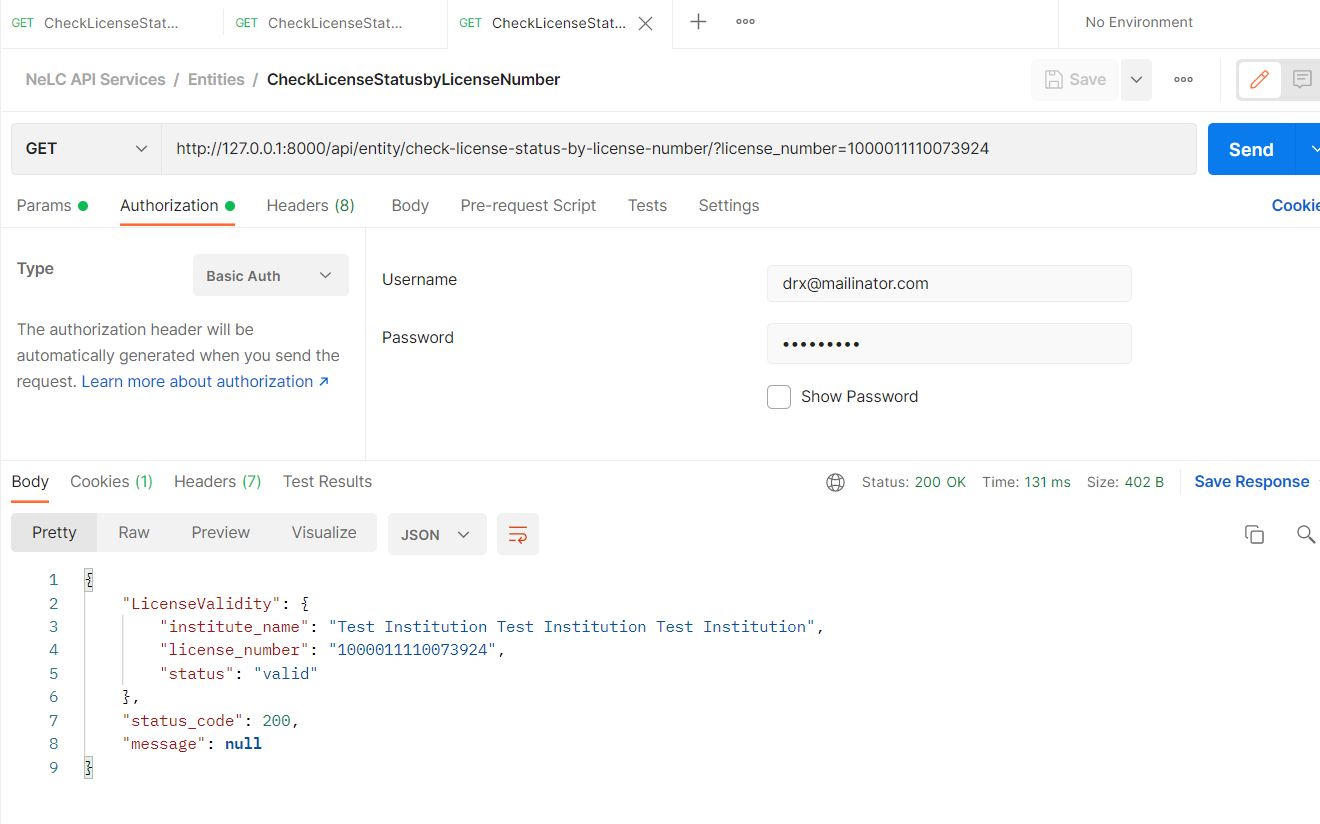 GET CheckLicenseStat... GET CheckLicenseStat... GET CheckLicenseStat... No Environment
NeLC API Services / Entities / CheckLicenseStatusbyLicenseNumber Save
GET http://127.0.0.1:8000/api/entity/check-license-status-by-license-number/?license_number=1000011110073924 Send
Params Authorization Headers (8) Body Pre-request Script Tests Settings Cookie
Type Basic Auth
The authorization header will be
automatically generated when you send the
request. Learn more about authorization ↗
Username drx@mailinator.com
Password •••••••••
Show Password
Body Cookies (1) Headers (7) Test Results Status: 200 OK Time: 131 ms Size: 402 B Save Response
Pretty Raw Preview Visualize JSON
1 {
2 "LicenseValidity": {
3 "institute_name": "Test Institution Test Institution Test Institution",
4 "license_number": "1000011110073924",
5 "status": "valid"
6 },
7 "status_code": 200,
8 "message": null
9 }